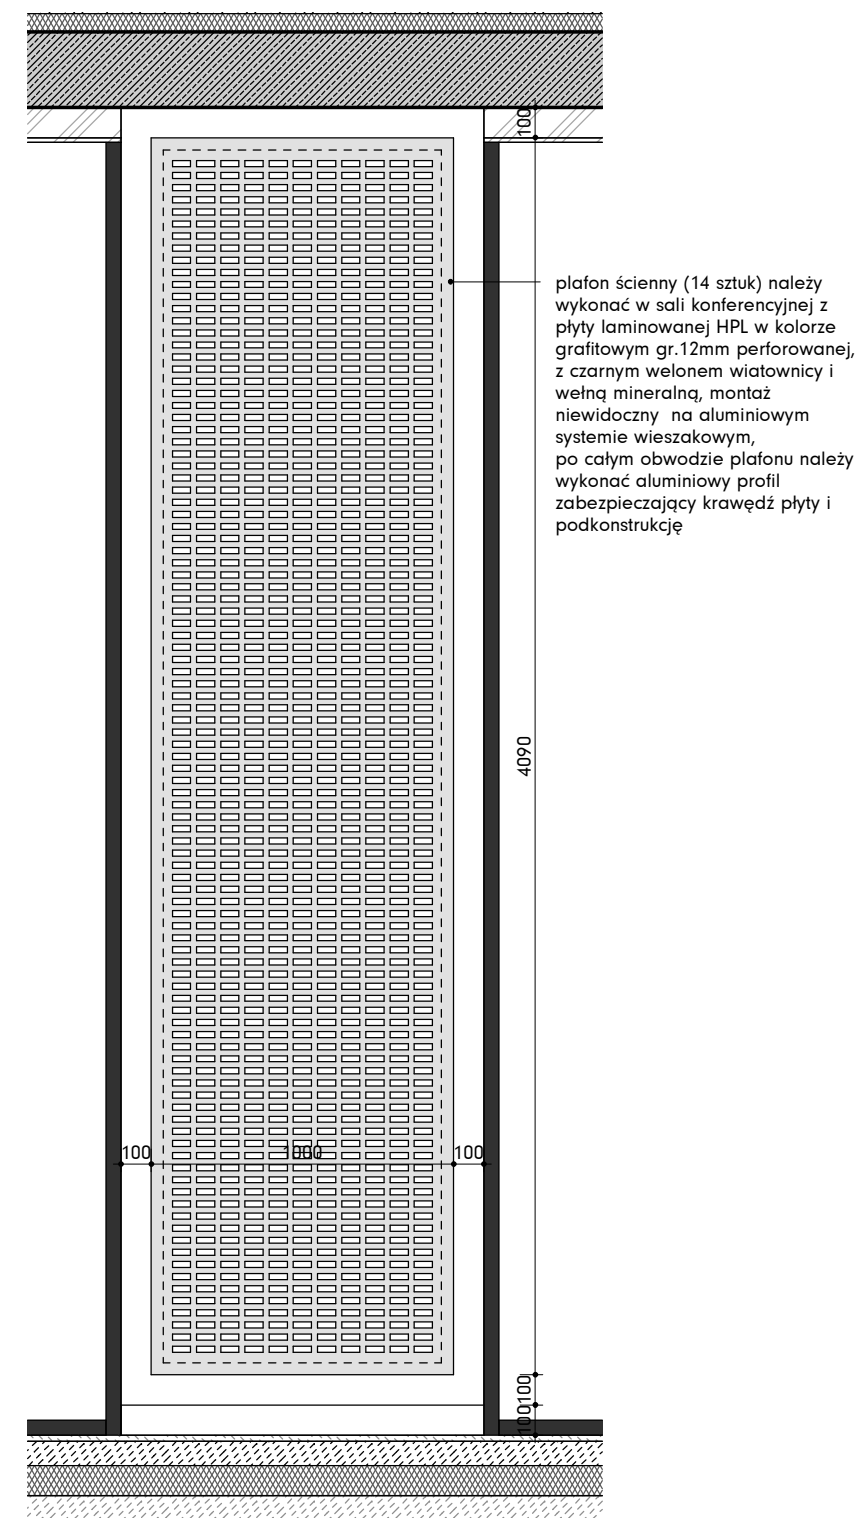 100
plafon ścienny (14 sztuk) należy
wykonać w sali konferencyjnej z
płyty laminowanej HPL w kolorze
grafitowym gr.12mm perforowanej,
z czarnym welonem wiatownicy i
wełną mineralną, montaż
niewidoczny na aluminiowym
systemie wieszakowym,
po całym obwodzie plafonu należy
wykonać aluminiowy profil
zabezpieczający krawędź płyty i
podkonstrukcję
4090
100 1000 100
100
100